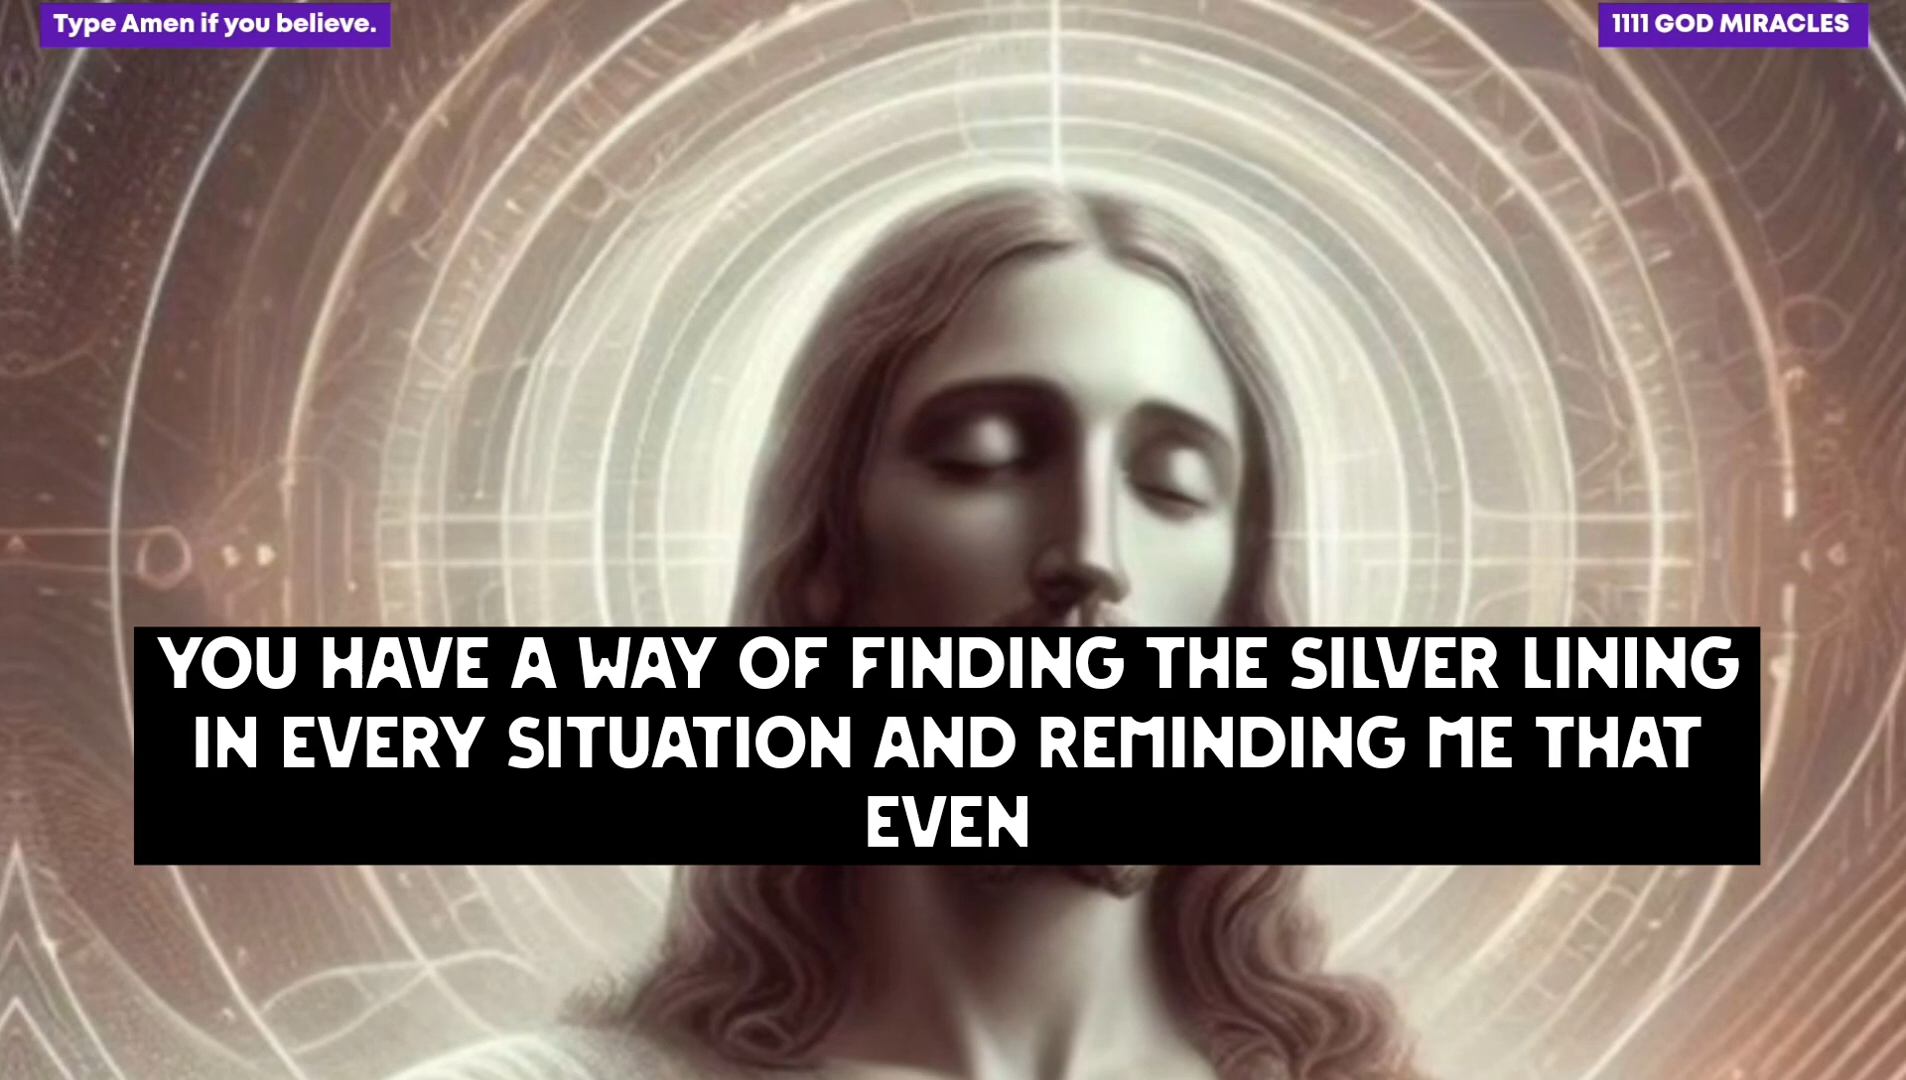 Type Amen if you believe.
1111 GOD MIRACLES
YOU HAVE A WAY OF FINDING THE SILVER LINING
IN EVERY SITUATION AND REMINDING ME THAT
EVEN